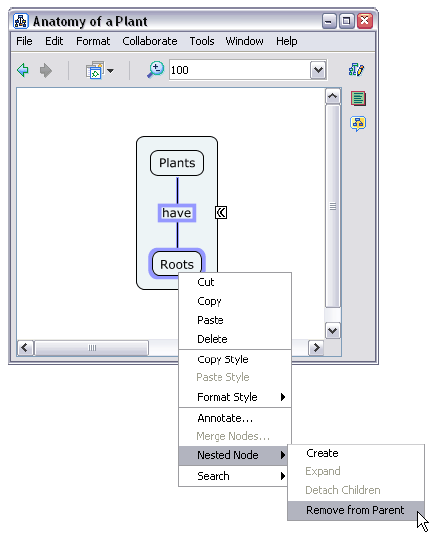 Anatomy of a Plant
File Edit Format Collaborate Tools Window Help
100
Plants
have
Roots
Cut
Copy
Paste
Delete
Copy Style
Paste Style
Format Style
Annotate...
Merge Nodes...
Nested Node
Search
Create
Expand
Detach Children
Remove from Parent